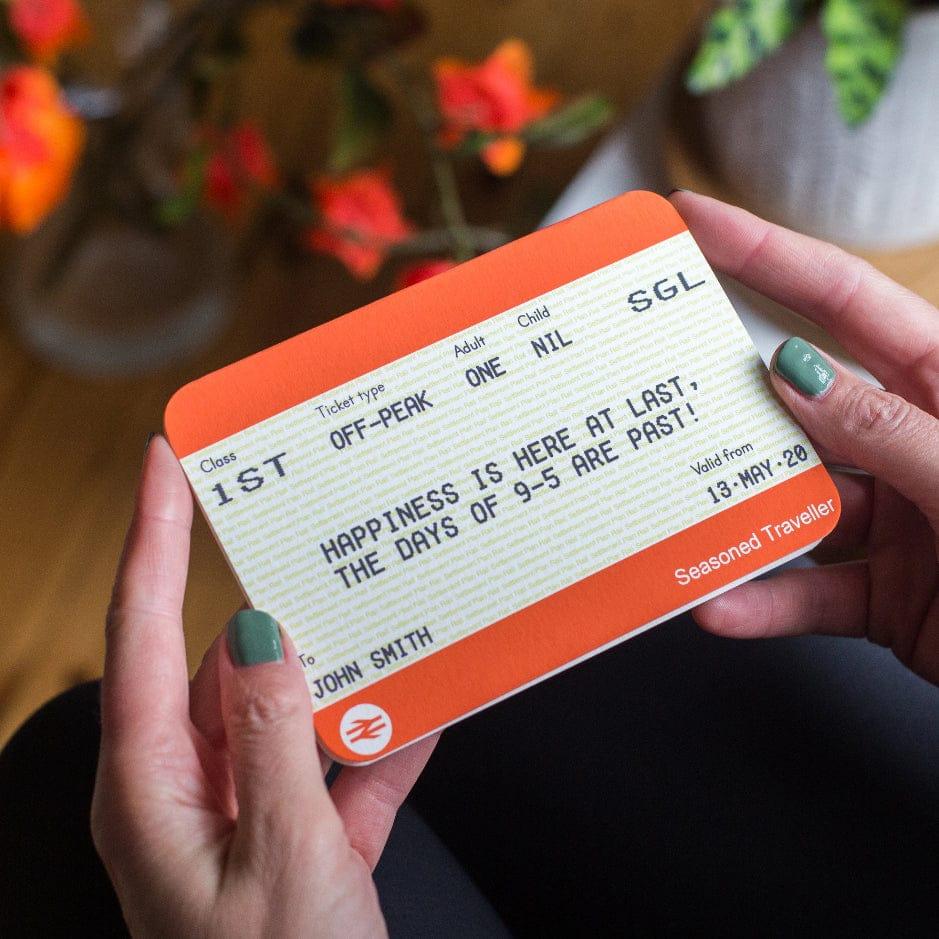 Class Ticket type Adult Child SGL
1ST OFF-PEAK ONE NIL
HAPPINESS IS HERE AT LAST,
THE DAYS OF 9-5 ARE PAST!
Valid from
13·MAY·20
To
JOHN SMITH
Seasoned Traveller